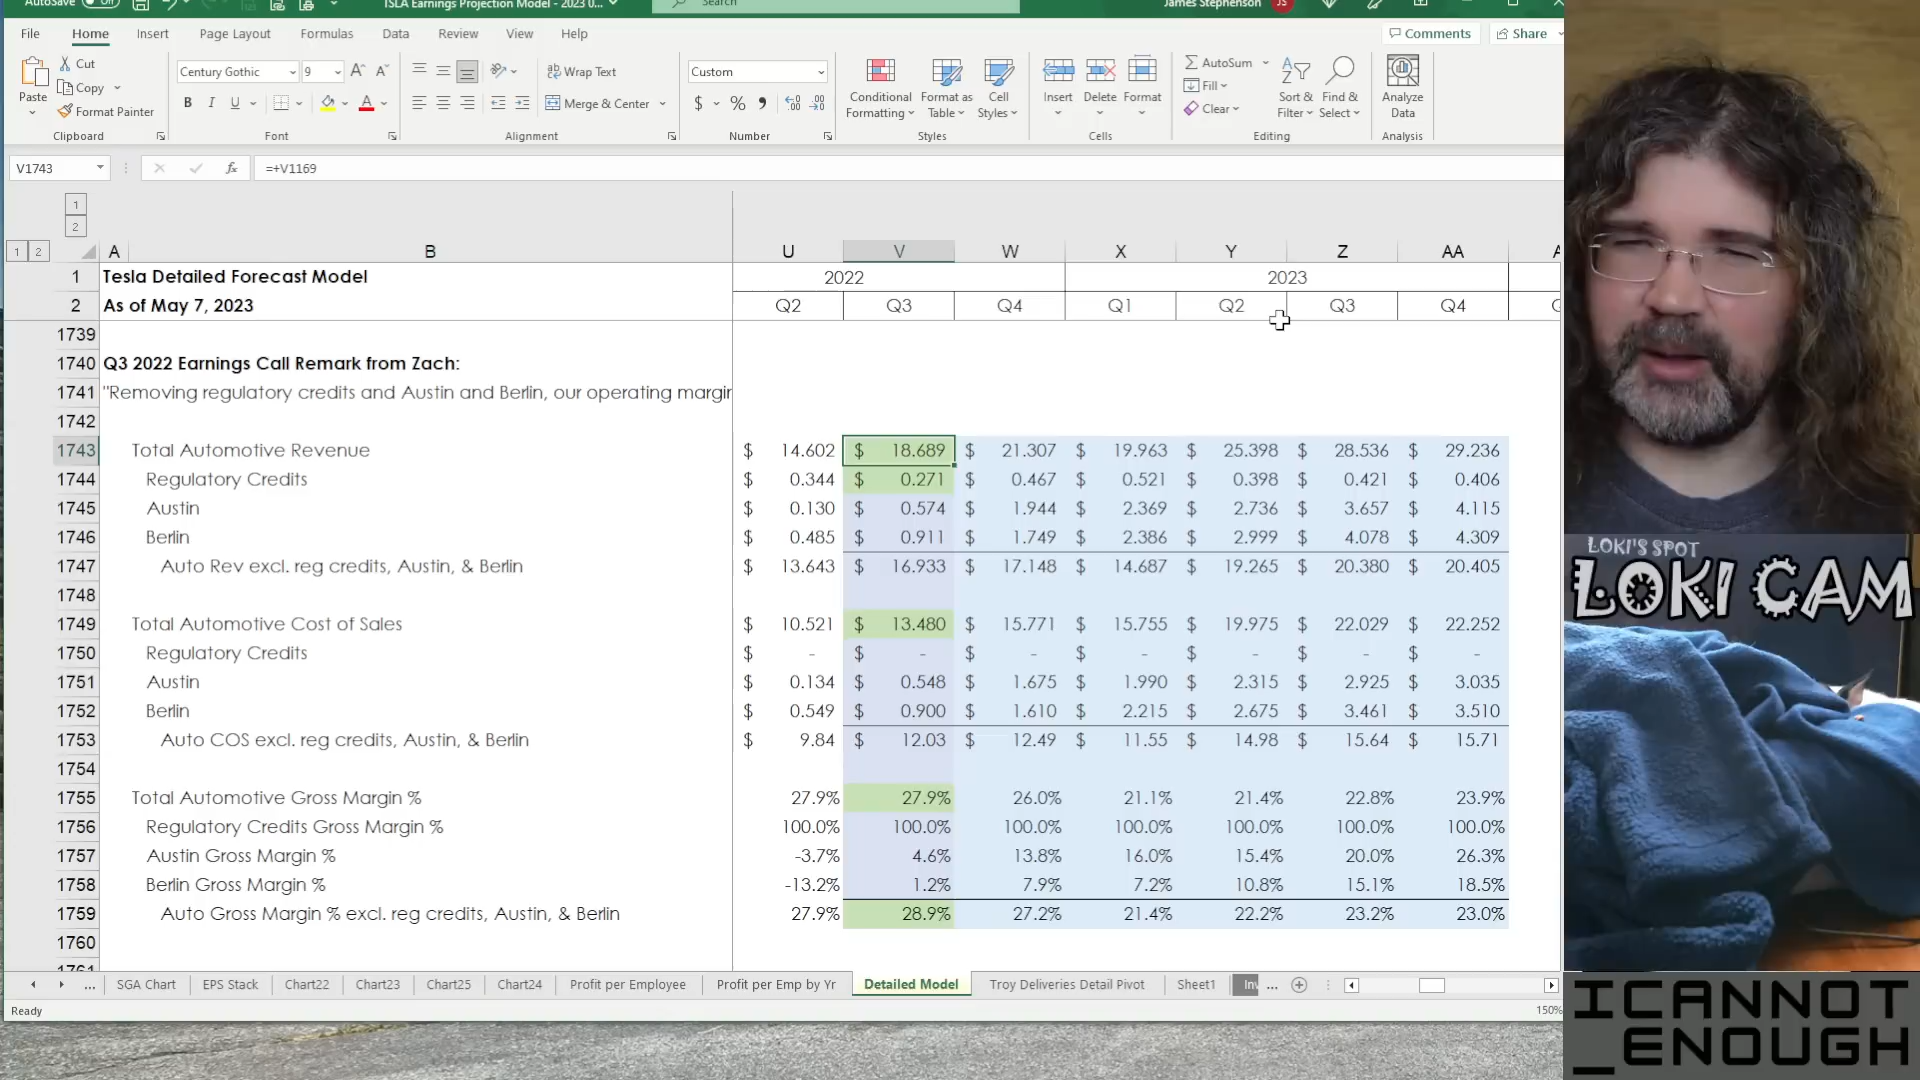 AutoSave Off TSLA Earnings Projection Model - 2023 0... Search James Stephenson JS
File Home Insert Page Layout Formulas Data Review View Help Comments Share
Paste Cut Copy Format Painter
Century Gothic 9 Wrap Text Merge & Center
Custom $ % Conditional Formatting Format as Table Cell Styles Insert Delete Format
AutoSum Fill Clear Sort & Filter Find & Select Analyze Data
Clipboard Font Alignment Number Styles Cells Editing Analysis
V1743 fx =+V1169
1
2
1 2 A B U V W X Y Z AA A
1 Tesla Detailed Forecast Model 2022 2023
2 As of May 7, 2023 Q2 Q3 Q4 Q1 Q2 Q3 Q4
1739
1740 Q3 2022 Earnings Call Remark from Zach:
1741 "Removing regulatory credits and Austin and Berlin, our operating margin
1742
1743 Total Automotive Revenue $ 14.602 $ 18.689 $ 21.307 $ 19.963 $ 25.398 $ 28.536 $ 29.236
1744 Regulatory Credits $ 0.344 $ 0.271 $ 0.467 $ 0.521 $ 0.398 $ 0.421 $ 0.406
1745 Austin $ 0.130 $ 0.574 $ 1.944 $ 2.369 $ 2.736 $ 3.657 $ 4.115
1746 Berlin $ 0.485 $ 0.911 $ 1.749 $ 2.386 $ 2.999 $ 4.078 $ 4.309
1747 Auto Rev excl. reg credits, Austin, & Berlin $ 13.643 $ 16.933 $ 17.148 $ 14.687 $ 19.265 $ 20.380 $ 20.405
1748
1749 Total Automotive Cost of Sales $ 10.521 $ 13.480 $ 15.771 $ 15.755 $ 19.975 $ 22.029 $ 22.252
1750 Regulatory Credits $ - $ - $ - $ - $ - $ - $ -
1751 Austin $ 0.134 $ 0.548 $ 1.675 $ 1.990 $ 2.315 $ 2.925 $ 3.035
1752 Berlin $ 0.549 $ 0.900 $ 1.610 $ 2.215 $ 2.675 $ 3.461 $ 3.510
1753 Auto COS excl. reg credits, Austin, & Berlin $ 9.84 $ 12.03 $ 12.49 $ 11.55 $ 14.98 $ 15.64 $ 15.71
1754
1755 Total Automotive Gross Margin % 27.9% 27.9% 26.0% 21.1% 21.4% 22.8% 23.9%
1756 Regulatory Credits Gross Margin % 100.0% 100.0% 100.0% 100.0% 100.0% 100.0% 100.0%
1757 Austin Gross Margin % -3.7% 4.6% 13.8% 16.0% 15.4% 20.0% 26.3%
1758 Berlin Gross Margin % -13.2% 1.2% 7.9% 7.2% 10.8% 15.1% 18.5%
1759 Auto Gross Margin % excl. reg credits, Austin, & Berlin 27.9% 28.9% 27.2% 21.4% 22.2% 23.2% 23.0%
1760
1761
... SGA Chart EPS Stack Chart22 Chart23 Chart25 Chart24 Profit per Employee Profit per Emp by Yr Detailed Model Troy Deliveries Detail Pivot Sheet1 Inv ...
Ready 150%
LOKI'S SPOT
LOKI CAM
ICANNOT
_ENOUGH